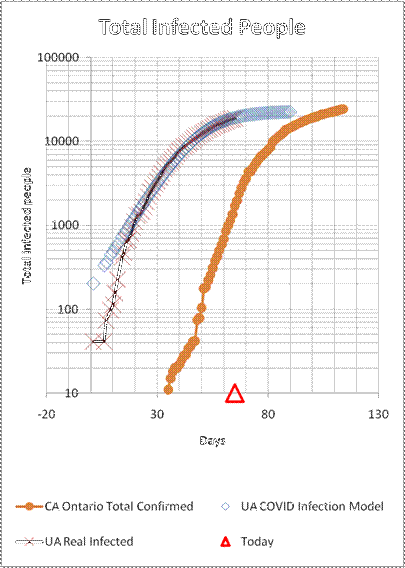 Total Infected People
100000
10000
1000
100
10
Total Infected people
-20 30 80 130
Days
CA Ontario Total Confirmed UA COVID Infection Model
UA Real Infected Today